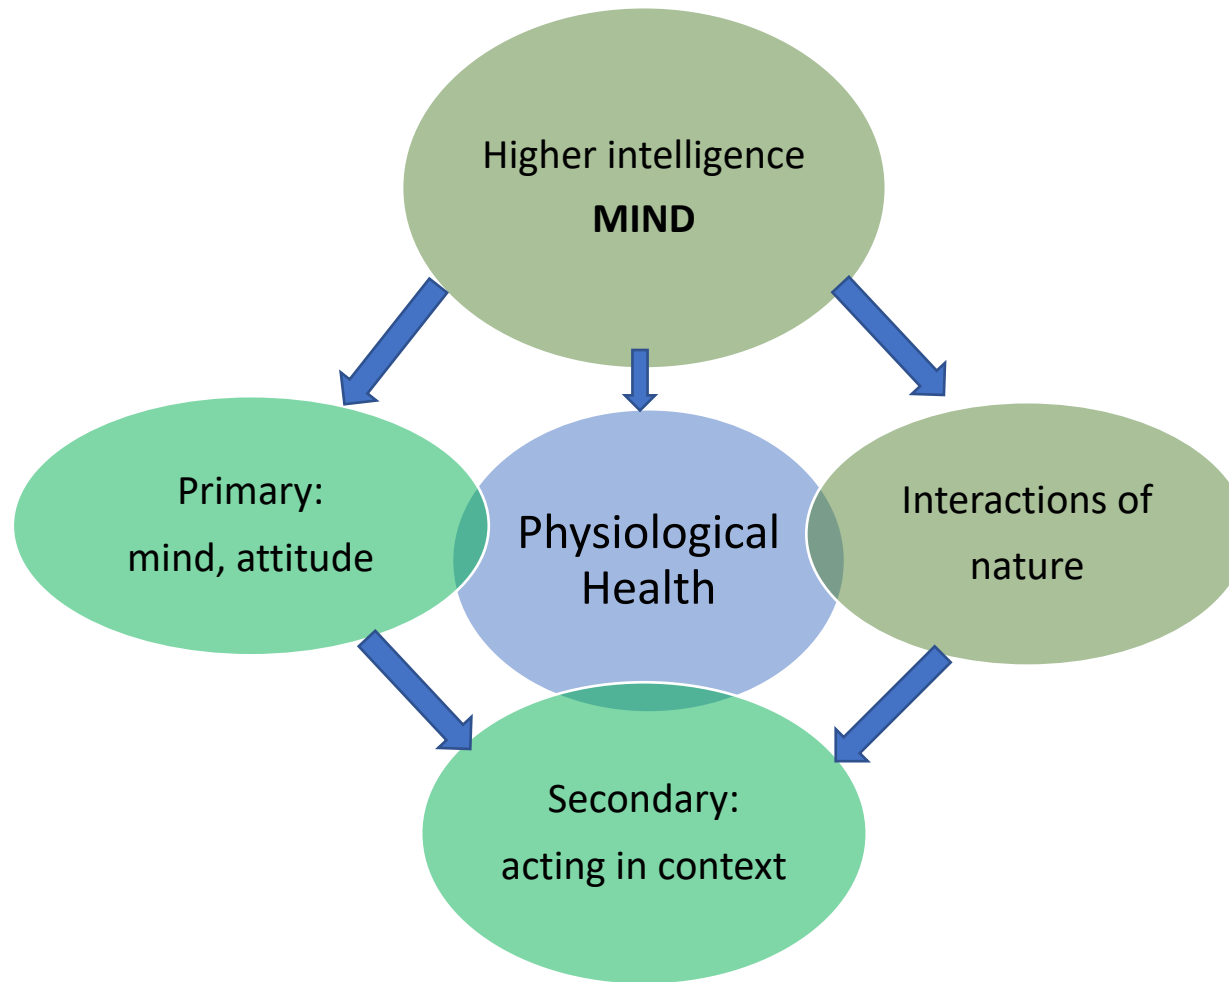 Higher intelligence
MIND
Primary:
mind, attitude
Physiological
Health
Interactions of
nature
Secondary:
acting in context